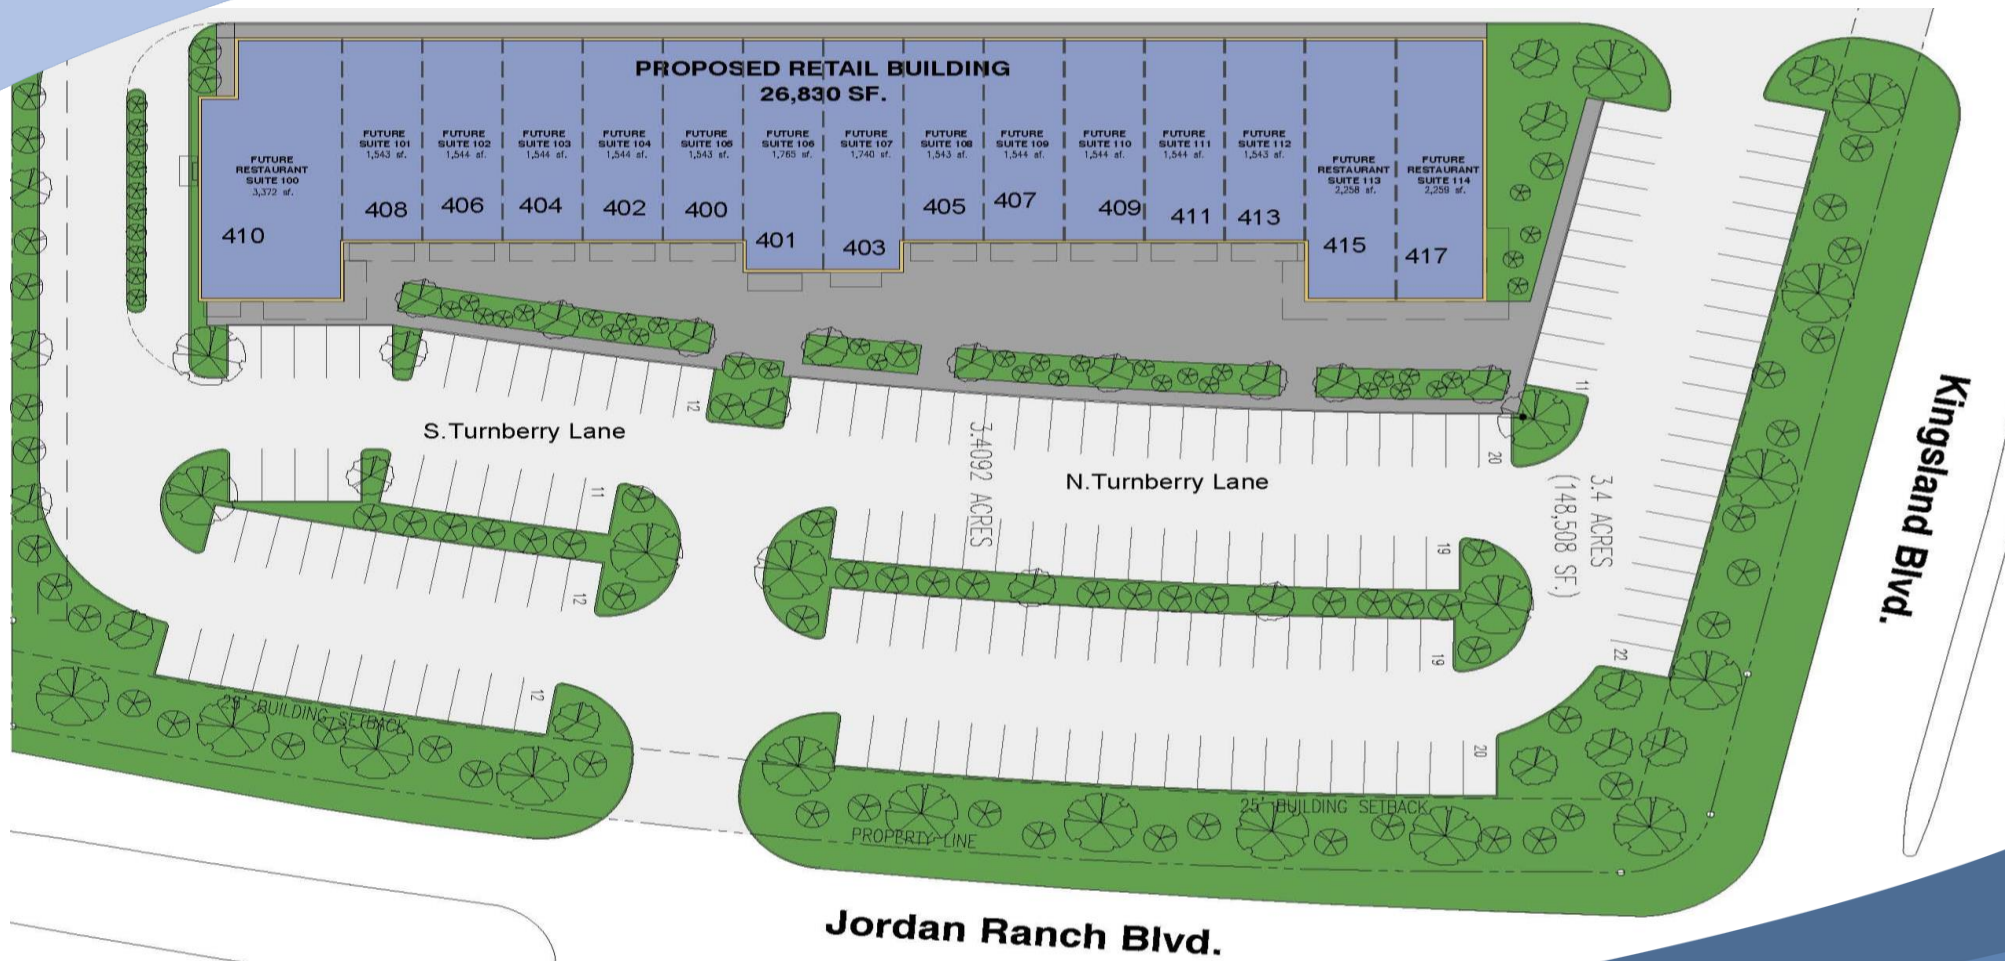 PROPOSED RETAIL BUILDING
26,830 SF.
FUTURE
RESTAURANT
SUITE 100
3,372 sf.
410
FUTURE
SUITE 101
1,543 sf.
408
FUTURE
SUITE 102
1,544 sf.
406
FUTURE
SUITE 103
1,544 sf.
404
FUTURE
SUITE 104
1,544 sf.
402
FUTURE
SUITE 105
1,543 sf.
400
FUTURE
SUITE 106
1,765 sf.
401
FUTURE
SUITE 107
1,740 sf.
403
FUTURE
SUITE 108
1,543 sf.
405
FUTURE
SUITE 109
1,544 sf.
407
FUTURE
SUITE 110
1,544 sf.
409
FUTURE
SUITE 111
1,544 sf.
411
FUTURE
SUITE 112
1,543 sf.
413
FUTURE
RESTAURANT
SUITE 113
2,258 sf.
415
FUTURE
RESTAURANT
SUITE 114
2,259 sf.
417
12
11
20
S.Turnberry Lane
N.Turnberry Lane
3.4092 ACRES
3.4 ACRES
(148,508 SF.)
11
19
12
19
22
12
20
25' BUILDING SETBACK
25' BUILDING SETBACK
PROPERTY LINE
Kingsland Blvd.
Jordan Ranch Blvd.